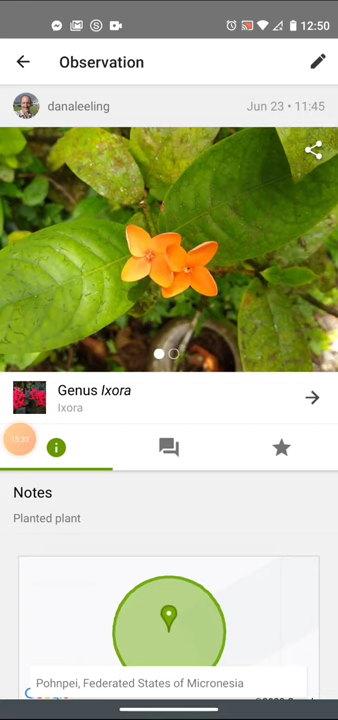 12:50
Observation
danaleeling
Jun 23 • 11:45
Genus Ixora
Ixora
Notes
Planted plant
Pohnpei, Federated States of Micronesia